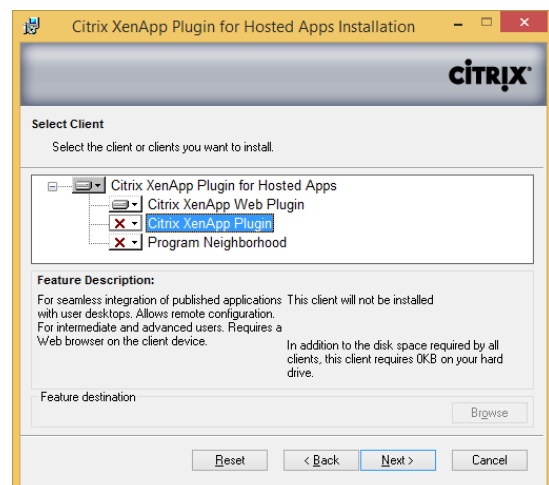 Citrix XenApp Plugin for Hosted Apps Installation
CİTRIX
Select Client
Select the client or clients you want to install.
Citrix XenApp Plugin for Hosted Apps
Citrix XenApp Web Plugin
Citrix XenApp Plugin
Program Neighborhood
Feature Description:
For seamless integration of published applications
with user desktops. Allows remote configuration.
For intermediate and advanced users. Requires a
Web browser on the client device.
This client will not be installed
In addition to the disk space required by all
clients, this client requires 0KB on your hard
drive.
Feature destination
Browse
Reset
< Back
Next >
Cancel